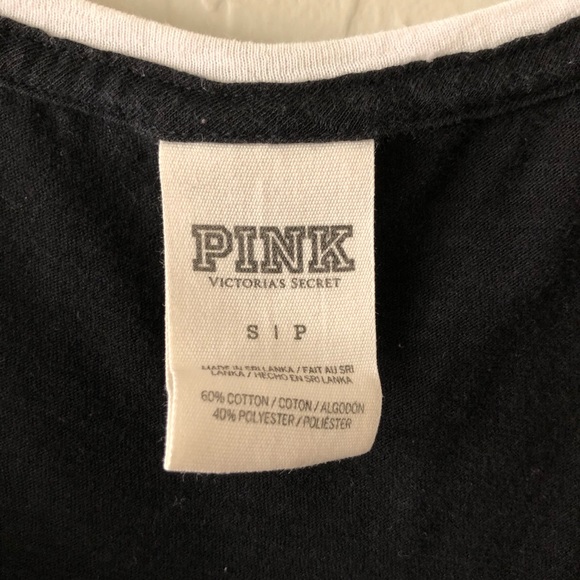 PINK
VICTORIA'S SECRET
S | P
MADE IN SRI LANKA / FAIT AU SRI
LANKA / HECHO EN SRI LANKA
60% COTTON / COTON / ALGODÓN
40% POLYESTER / POLIÉSTER